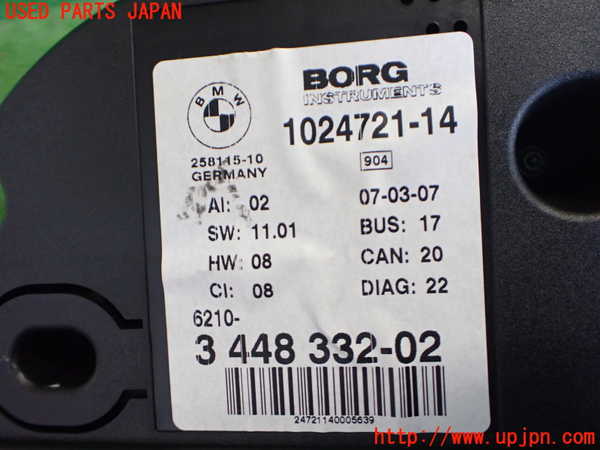 USED PARTS JAPAN
BMW
BORG
INSTRUMENTS
1024721-14
258115-10
GERMANY
904
AI: 02
07-03-07
SW: 11.01
BUS: 17
HW: 08
CAN: 20
CI: 08
DIAG: 22
6210-
3 448 332-02
24721140005639
http://www.upjpn.com/